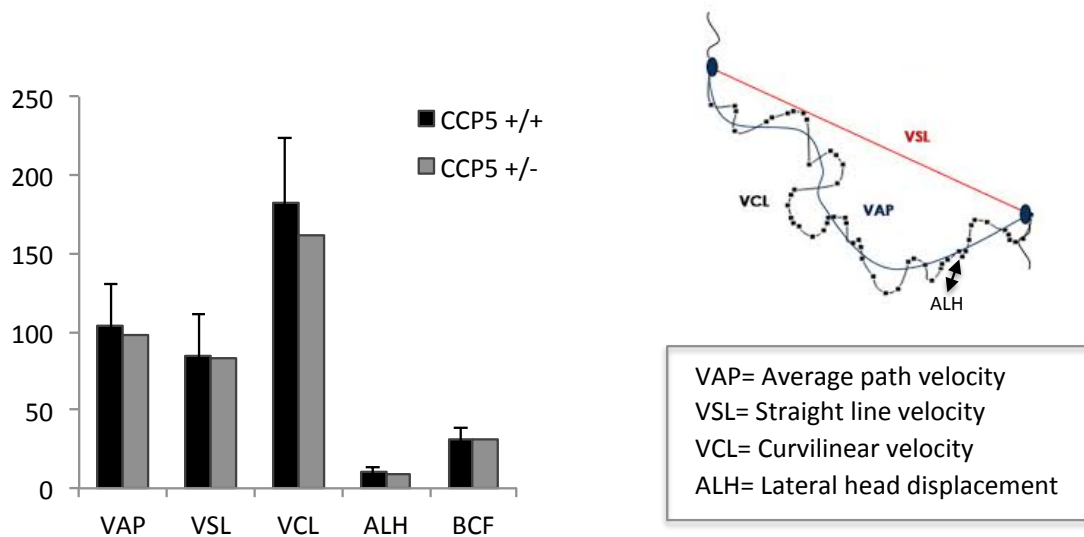 250
200
150
100
50
0
CCP5 +/+
CCP5 +/-
VAP VSL VCL ALH BCF
VSL
VCL
VAP
ALH
VAP= Average path velocity
VSL= Straight line velocity
VCL= Curvilinear velocity
ALH= Lateral head displacement